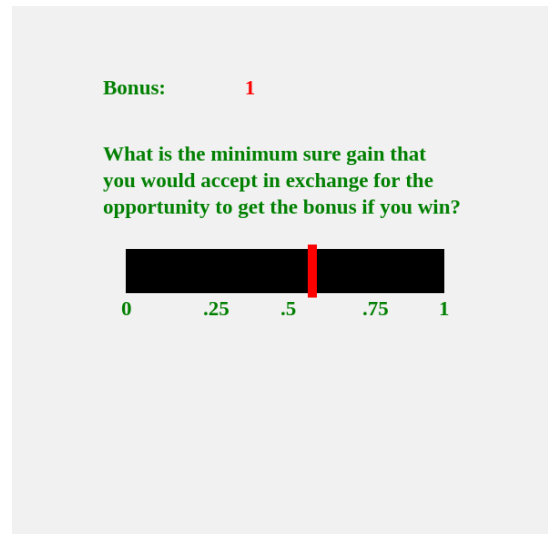 Bonus: 1
What is the minimum sure gain that
you would accept in exchange for the
opportunity to get the bonus if you win?
0 .25 .5 .75 1